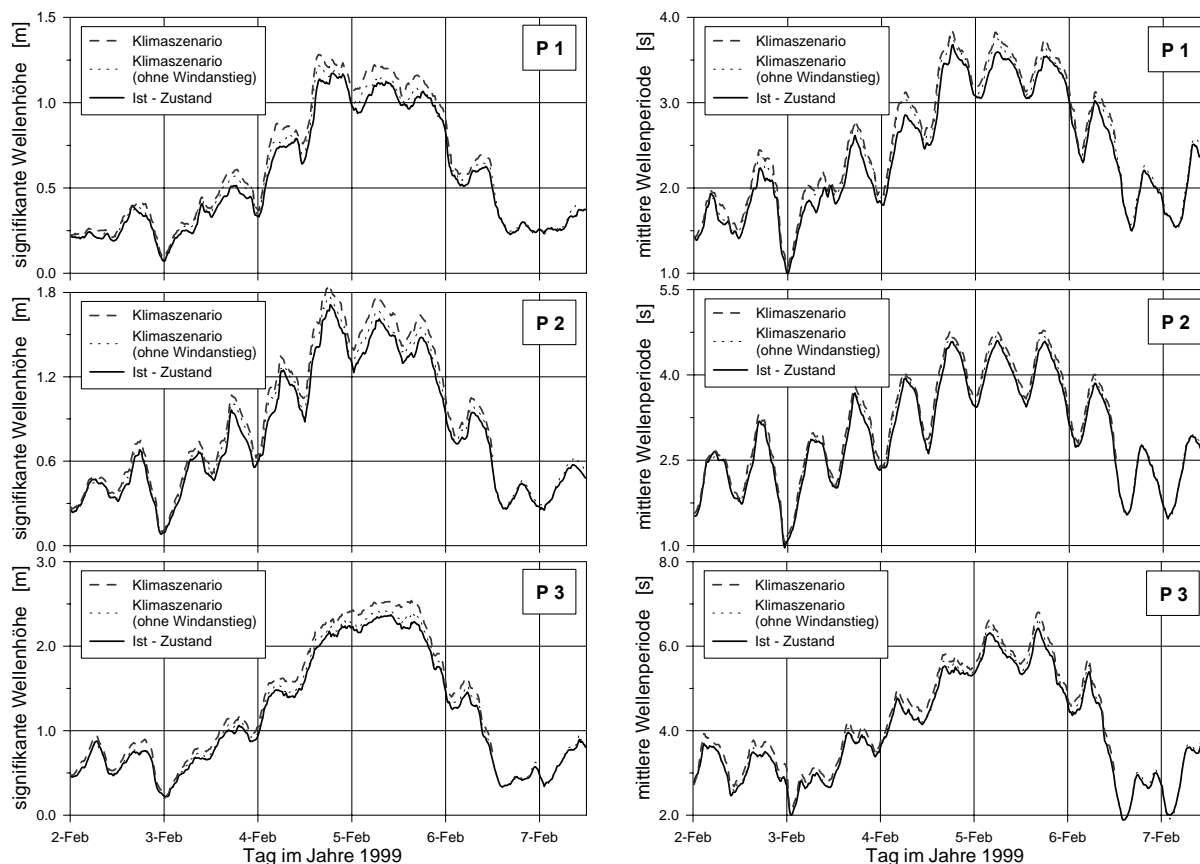 signifikante Wellenhöhe [m]
1.5
1.0
0.5
0.0
Klimaszenario
Klimaszenario
(ohne Windanstieg)
Ist - Zustand
P 1
mittlere Wellenperiode [s]
4.0
3.0
2.0
1.0
Klimaszenario
Klimaszenario
(ohne Windanstieg)
Ist - Zustand
P 1
signifikante Wellenhöhe [m]
1.8
1.2
0.6
0.0
Klimaszenario
Klimaszenario
(ohne Windanstieg)
Ist - Zustand
P 2
mittlere Wellenperiode [s]
5.5
4.0
2.5
1.0
Klimaszenario
Klimaszenario
(ohne Windanstieg)
Ist - Zustand
P 2
signifikante Wellenhöhe [m]
3.0
2.0
1.0
0.0
Klimaszenario
Klimaszenario
(ohne Windanstieg)
Ist - Zustand
P 3
2-Feb 3-Feb 4-Feb 5-Feb 6-Feb 7-Feb
Tag im Jahre 1999
mittlere Wellenperiode [s]
8.0
6.0
4.0
2.0
Klimaszenario
Klimaszenario
(ohne Windanstieg)
Ist - Zustand
P 3
2-Feb 3-Feb 4-Feb 5-Feb 6-Feb 7-Feb
Tag im Jahre 1999